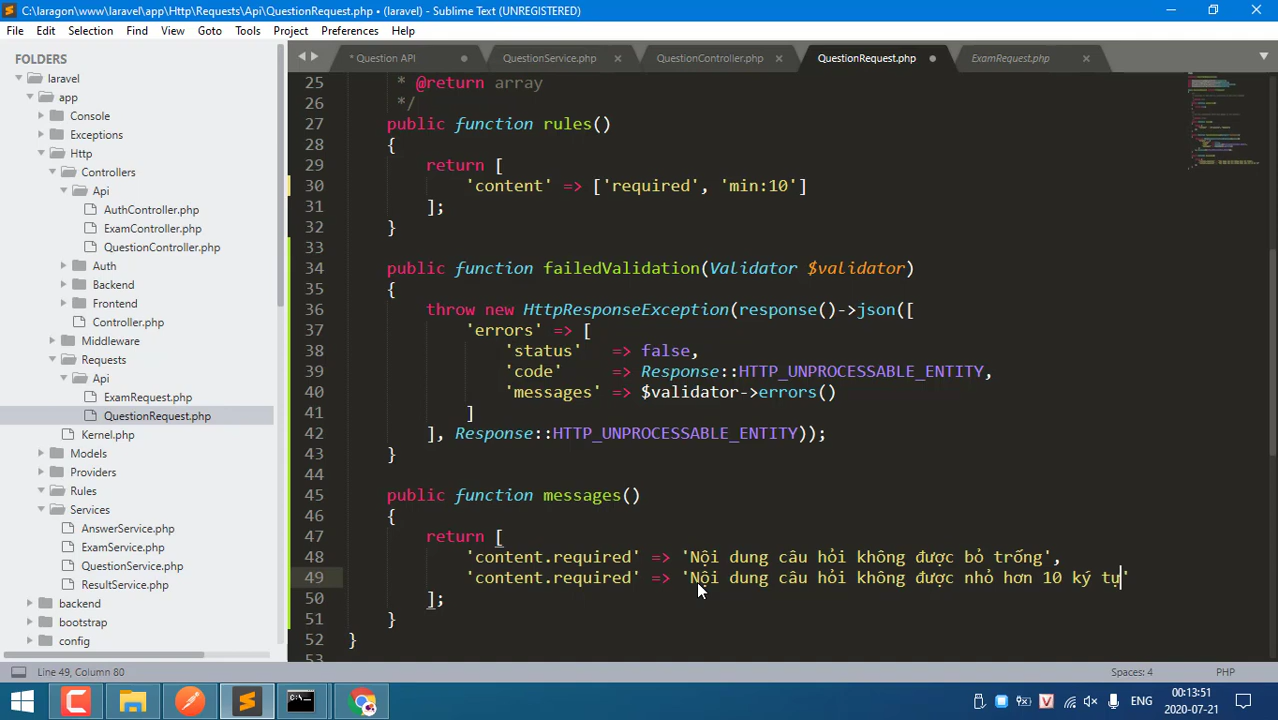 C:\laragon\www\laravel\app\Http\Requests\Api\QuestionRequest.php • (laravel) - Sublime Text (UNREGISTERED)
File Edit Selection Find View Goto Tools Project Preferences Help
FOLDERS
laravel
app
Console
Exceptions
Http
Controllers
Api
AuthController.php
ExamController.php
QuestionController.php
Auth
Backend
Frontend
Controller.php
Middleware
Requests
Api
ExamRequest.php
QuestionRequest.php
Kernel.php
Models
Providers
Rules
Services
AnswerService.php
ExamService.php
QuestionService.php
ResultService.php
backend
bootstrap
config
* Question API QuestionService.php QuestionController.php QuestionRequest.php ExamRequest.php
25 * @return array
26 */
27 public function rules()
28 {
29 return [
30 'content' => ['required', 'min:10']
31 ];
32 }
33
34 public function failedValidation(Validator $validator)
35 {
36 throw new HttpResponseException(response()->json([
37 'errors' => [
38 'status' => false,
39 'code' => Response::HTTP_UNPROCESSABLE_ENTITY,
40 'messages' => $validator->errors()
41 ]
42 ], Response::HTTP_UNPROCESSABLE_ENTITY));
43 }
44
45 public function messages()
46 {
47 return [
48 'content.required' => 'Nội dung câu hỏi không được bỏ trống',
49 'content.required' => 'Nội dung câu hỏi không được nhỏ hơn 10 ký tự'
50 ];
51 }
52 }
53
Line 49, Column 80 Spaces: 4 PHP
V ENG 00:13:51
2020-07-21